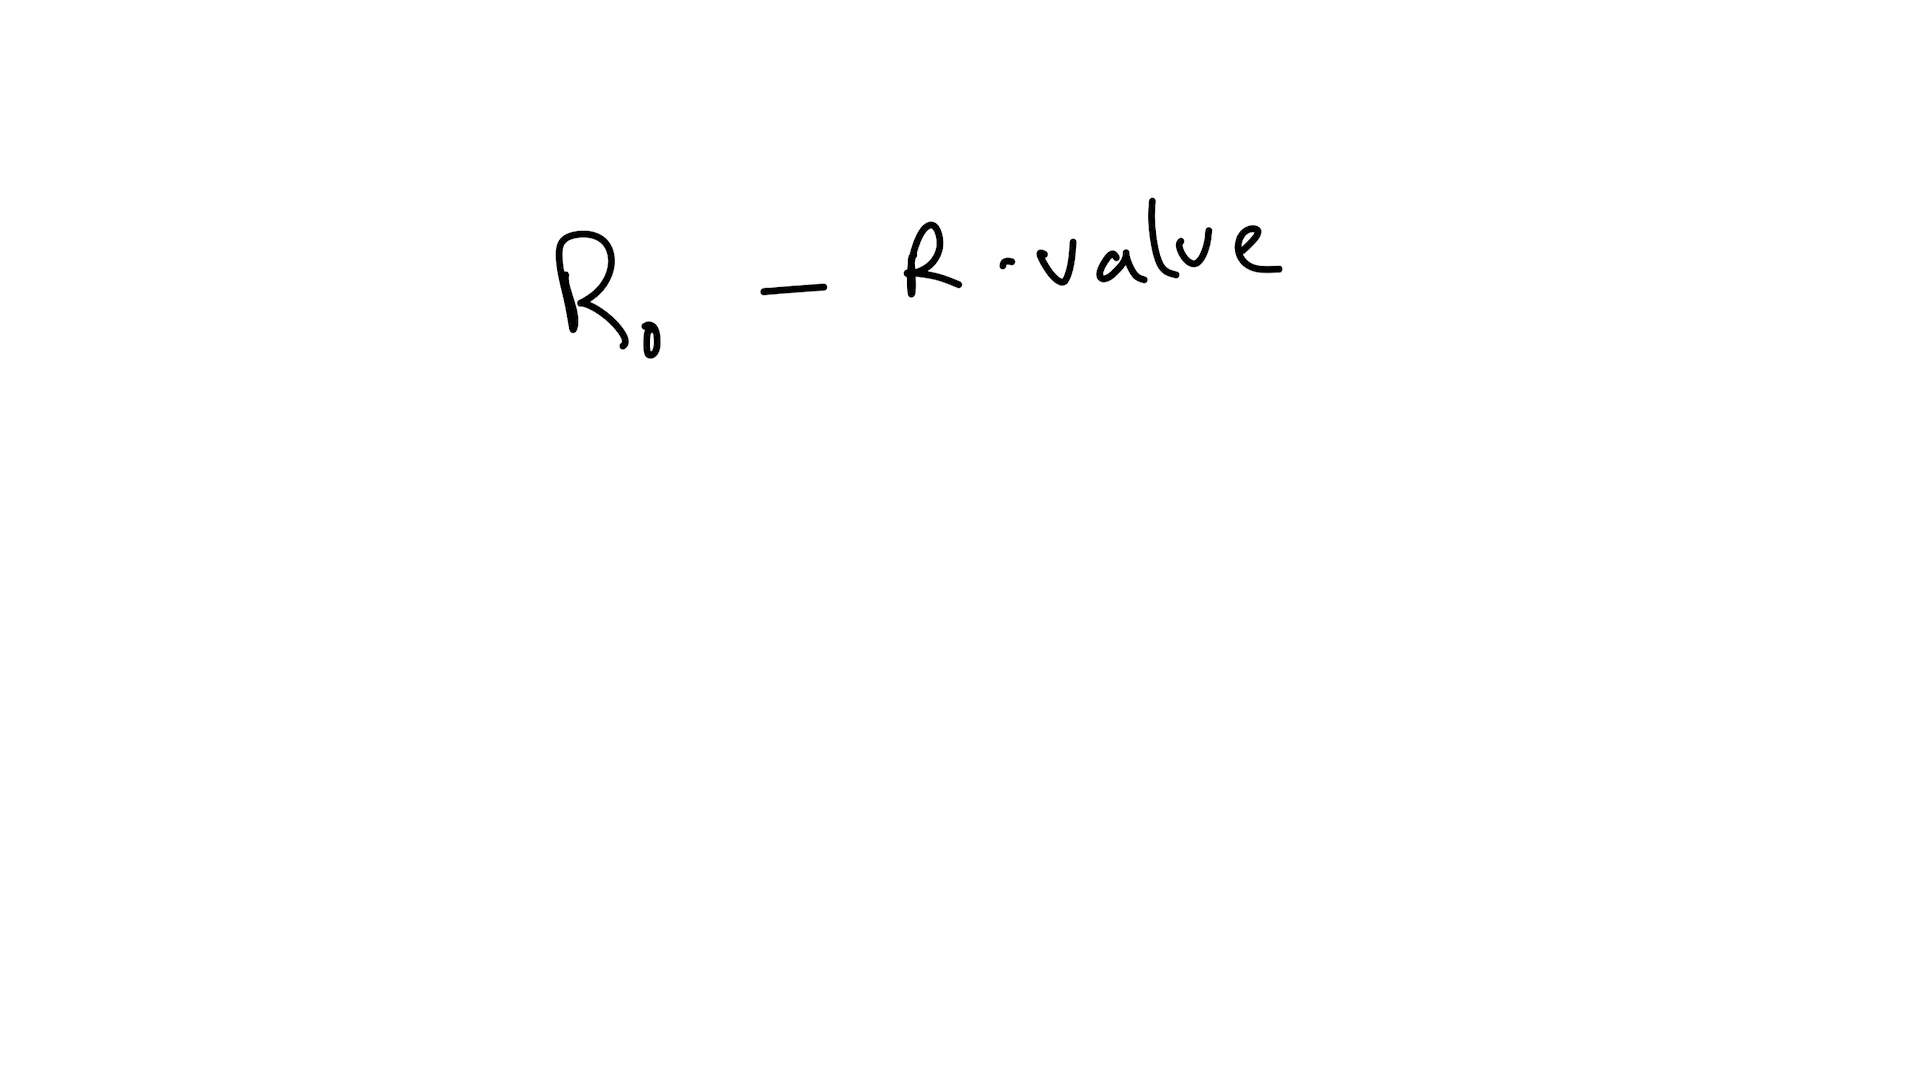 R₀ – R-value